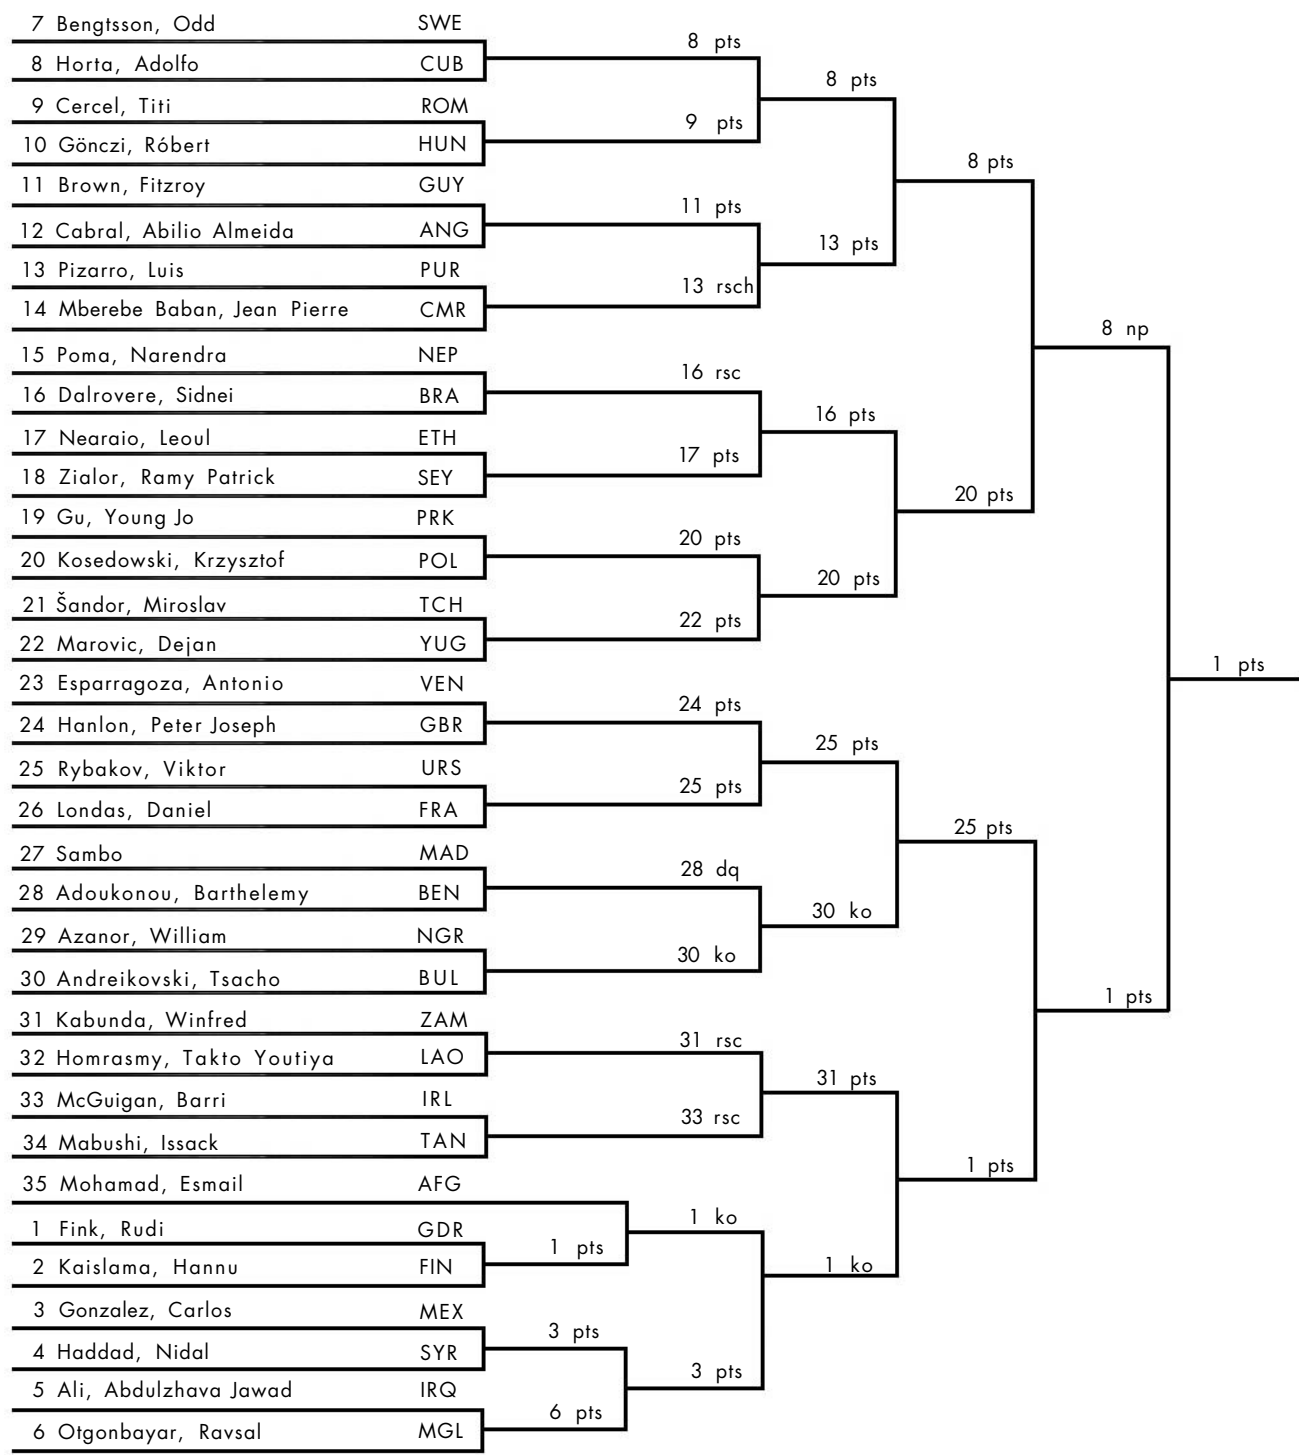 7 Bengtsson, Odd SWE
8 Horta, Adolfo CUB
9 Cercel, Titi ROM
10 Gönczi, Róbert HUN
11 Brown, Fitzroy GUY
12 Cabral, Abilio Almeida ANG
13 Pizarro, Luis PUR
14 Mberebe Baban, Jean Pierre CMR
15 Poma, Narendra NEP
16 Dalrovere, Sidnei BRA
17 Nearaio, Leoul ETH
18 Zialor, Ramy Patrick SEY
19 Gu, Young Jo PRK
20 Kosedowski, Krzysztof POL
21 Šandor, Miroslav TCH
22 Marovic, Dejan YUG
23 Esparragoza, Antonio VEN
24 Hanlon, Peter Joseph GBR
25 Rybakov, Viktor URS
26 Londas, Daniel FRA
27 Sambo MAD
28 Adoukonou, Barthelemy BEN
29 Azanor, William NGR
30 Andreikovski, Tsacho BUL
31 Kabunda, Winfred ZAM
32 Homrasmy, Takto Youtiya LAO
33 McGuigan, Barri IRL
34 Mabushi, Issack TAN
35 Mohamad, Esmail AFG
1 Fink, Rudi GDR
2 Kaislama, Hannu FIN
3 Gonzalez, Carlos MEX
4 Haddad, Nidal SYR
5 Ali, Abdulzhava Jawad IRQ
6 Otgonbayar, Ravsal MGL
1 pts
3 pts
6 pts
8 pts
9 pts
11 pts
13 rsch
16 rsc
17 pts
20 pts
22 pts
24 pts
25 pts
28 dq
30 ko
31 rsc
33 rsc
1 ko
3 pts
8 pts
13 pts
16 pts
20 pts
25 pts
30 ko
31 pts
1 ko
8 pts
20 pts
25 pts
1 pts
8 np
1 pts
1 pts